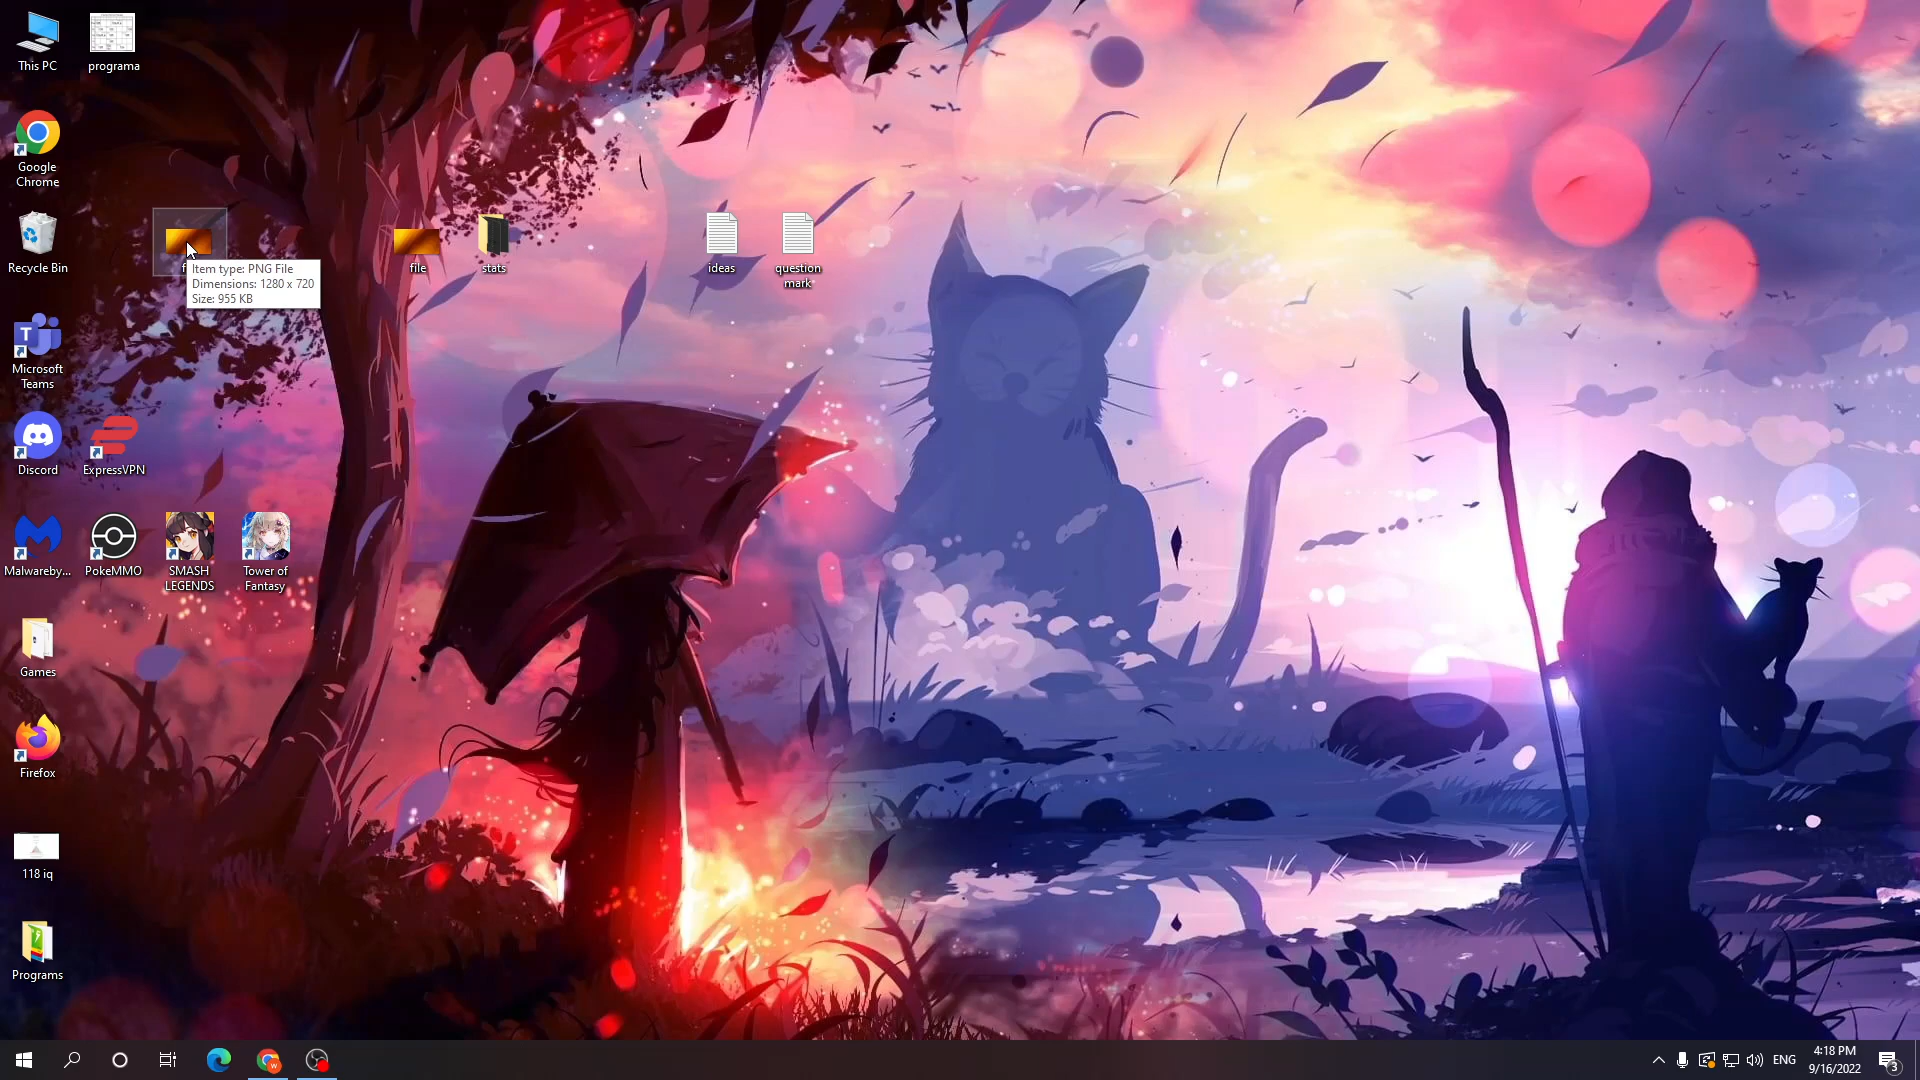 This PC
programa
Google
Chrome
Recycle Bin
Item type: PNG File
Dimensions: 1280 x 720
Size: 955 KB
file
stats
ideas
question
mark
Microsoft
Teams
Discord
ExpressVPN
Malwareby...
PokeMMO
SMASH
LEGENDS
Tower of
Fantasy
Games
Firefox
118 iq
Programs
ENG
4:18 PM
9/16/2022
3